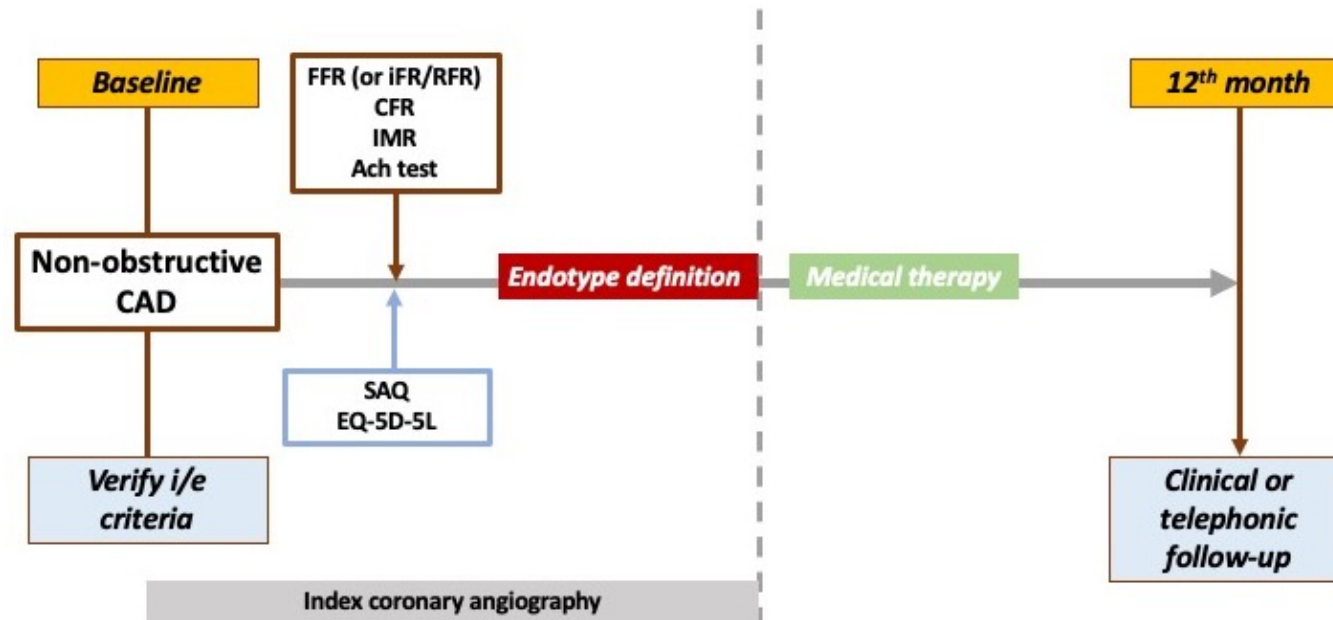 Baseline
FFR (or iFR/RFR)
CFR
IMR
Ach test
12th month
Non-obstructive
CAD
Endotype definition
Medical therapy
SAQ
EQ-5D-5L
Verify i/e
criteria
Clinical or
telephonic
follow-up
Index coronary angiography